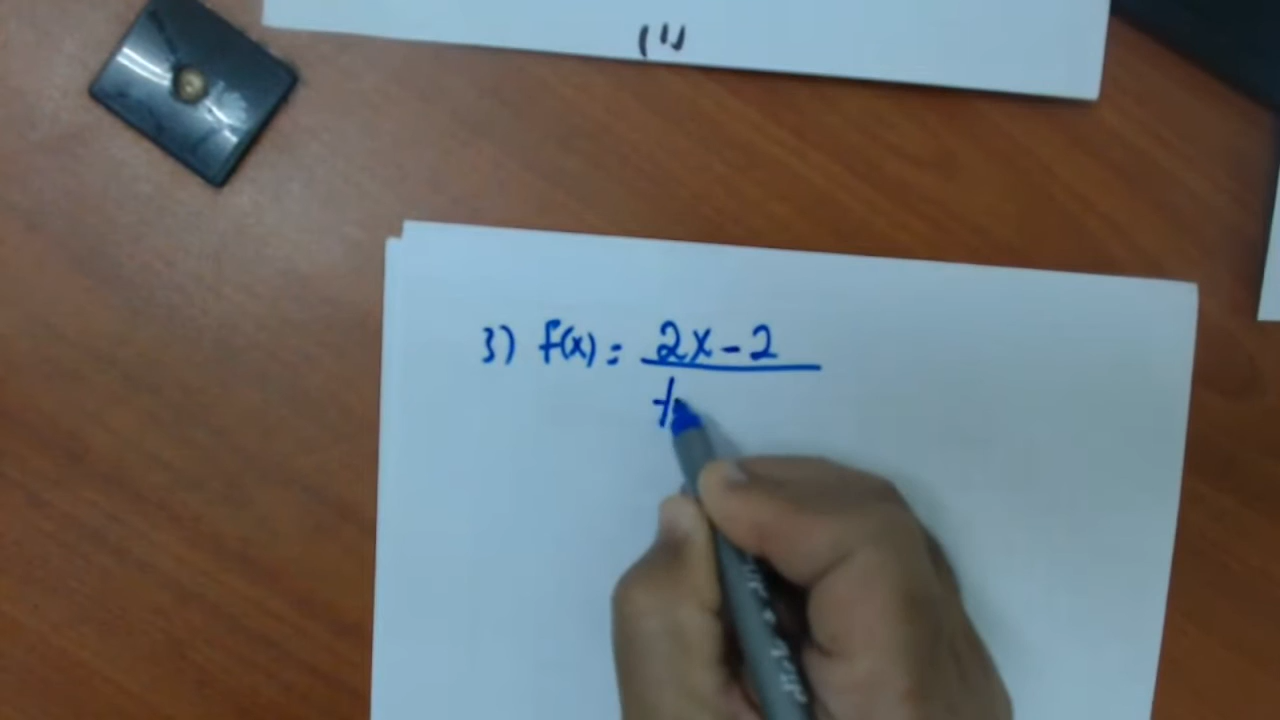 3) f(x) = 2x - 2